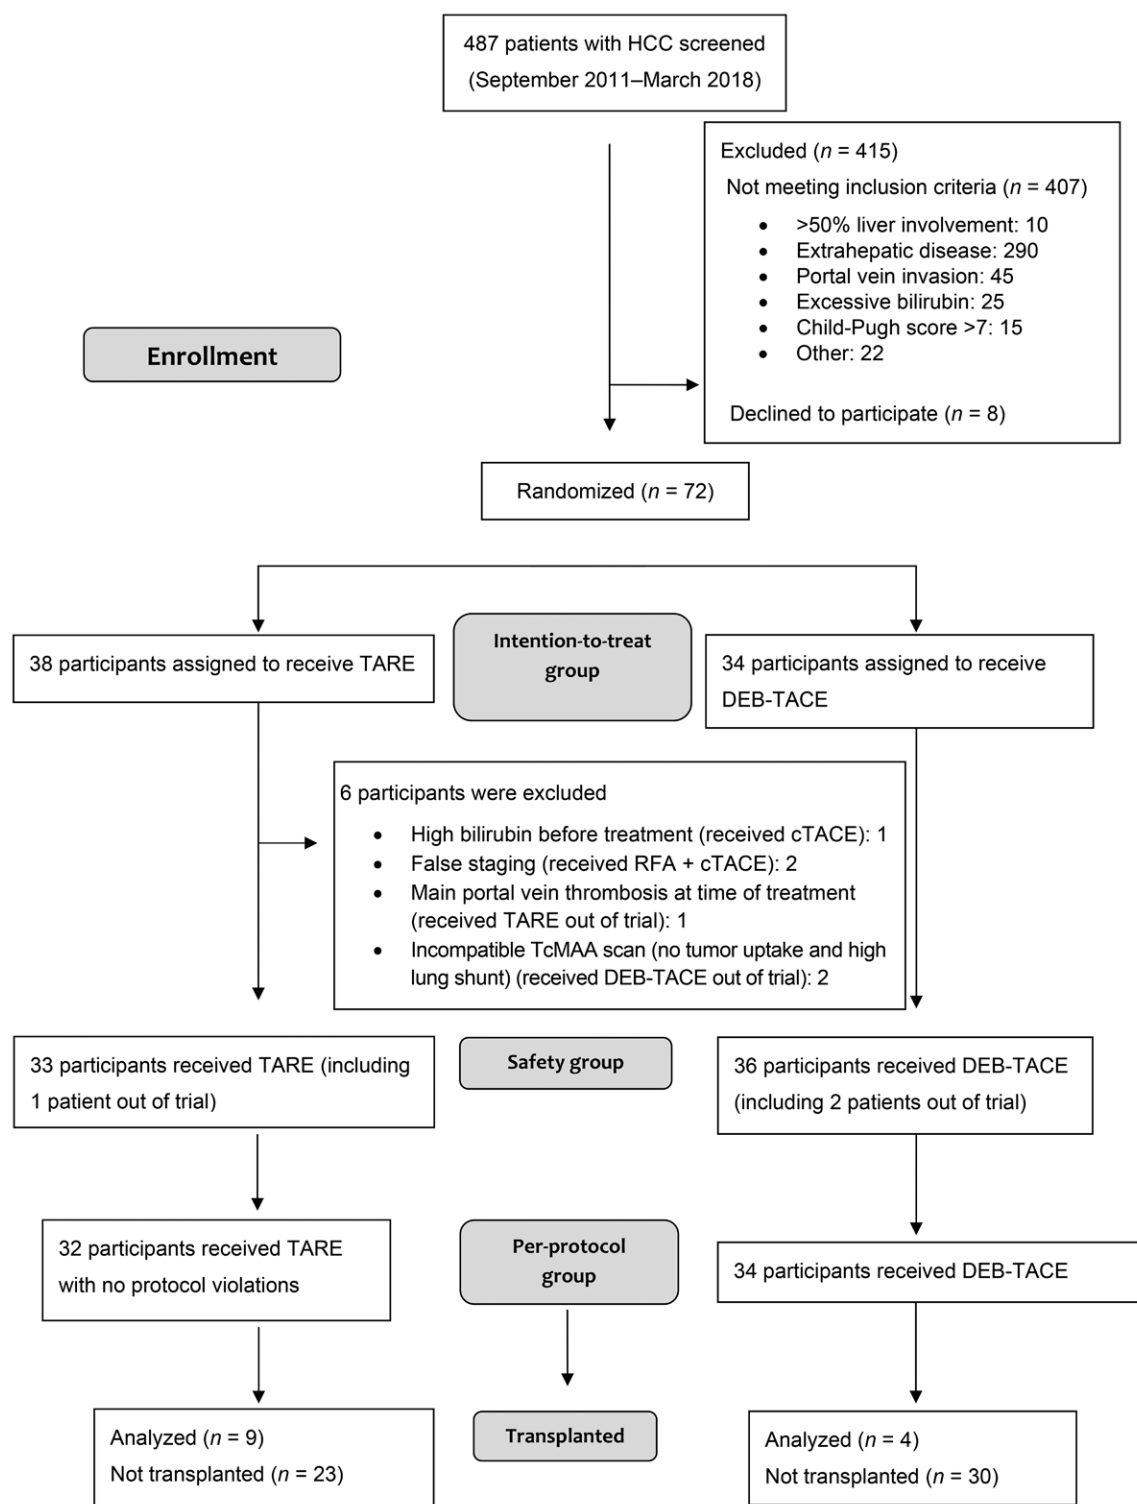 487 patients with HCC screened
(September 2011–March 2018)
Excluded (n = 415)
Not meeting inclusion criteria (n = 407)
• >50% liver involvement: 10
• Extrahepatic disease: 290
• Portal vein invasion: 45
• Excessive bilirubin: 25
• Child-Pugh score >7: 15
• Other: 22
Declined to participate (n = 8)
Enrollment
Randomized (n = 72)
38 participants assigned to receive TARE
Intention-to-treat
group
34 participants assigned to receive
DEB-TACE
6 participants were excluded
• High bilirubin before treatment (received cTACE): 1
• False staging (received RFA + cTACE): 2
• Main portal vein thrombosis at time of treatment
(received TARE out of trial): 1
• Incompatible TcMAA scan (no tumor uptake and high
lung shunt) (received DEB-TACE out of trial): 2
33 participants received TARE (including
1 patient out of trial)
Safety group
36 participants received DEB-TACE
(including 2 patients out of trial)
32 participants received TARE
with no protocol violations
Per-protocol
group
34 participants received DEB-TACE
Analyzed (n = 9)
Not transplanted (n = 23)
Transplanted
Analyzed (n = 4)
Not transplanted (n = 30)